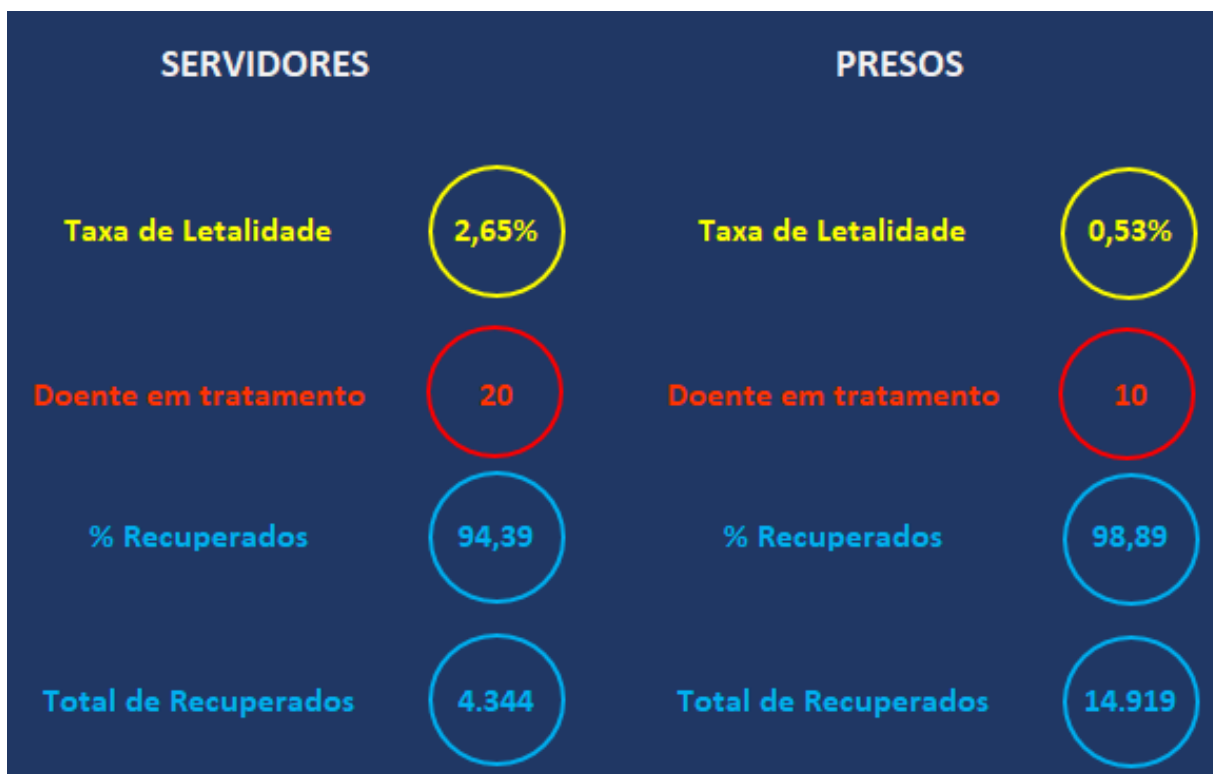 SERVIDORES
Taxa de Letalidade 2,65%
Doente em tratamento 20
% Recuperados 94,39
Total de Recuperados 4.344
PRESOS
Taxa de Letalidade 0,53%
Doente em tratamento 10
% Recuperados 98,89
Total de Recuperados 14.919